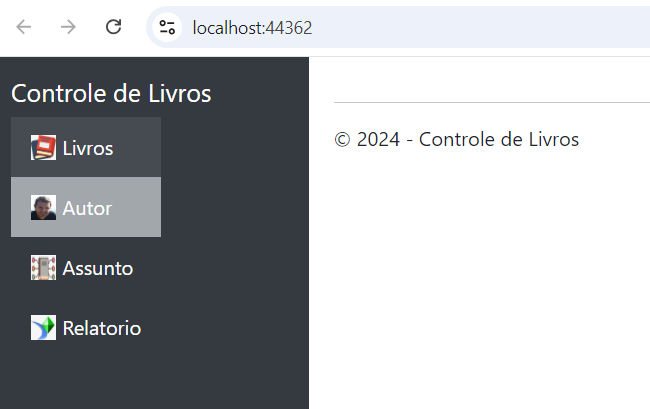 localhost:44362
Controle de Livros
Livros
Autor
Assunto
Relatorio
© 2024 - Controle de Livros